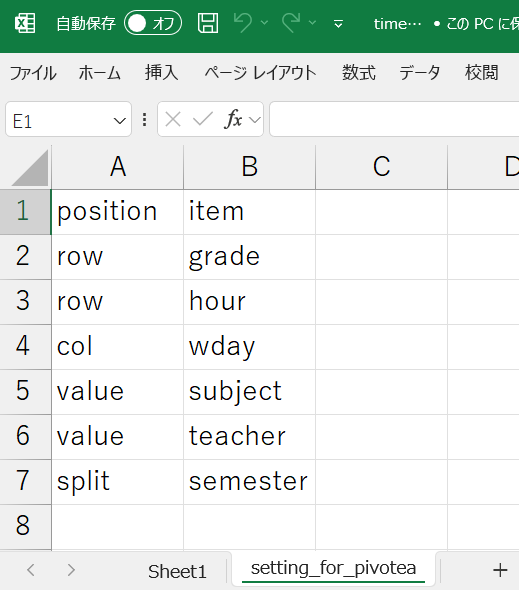 自動保存 オフ time… • この PC に保
ファイル ホーム 挿入 ページ レイアウト 数式 データ 校閲
E1 fx
A B C D
1 position item
2 row grade
3 row hour
4 col wday
5 value subject
6 value teacher
7 split semester
8
Sheet1 setting_for_pivotea +